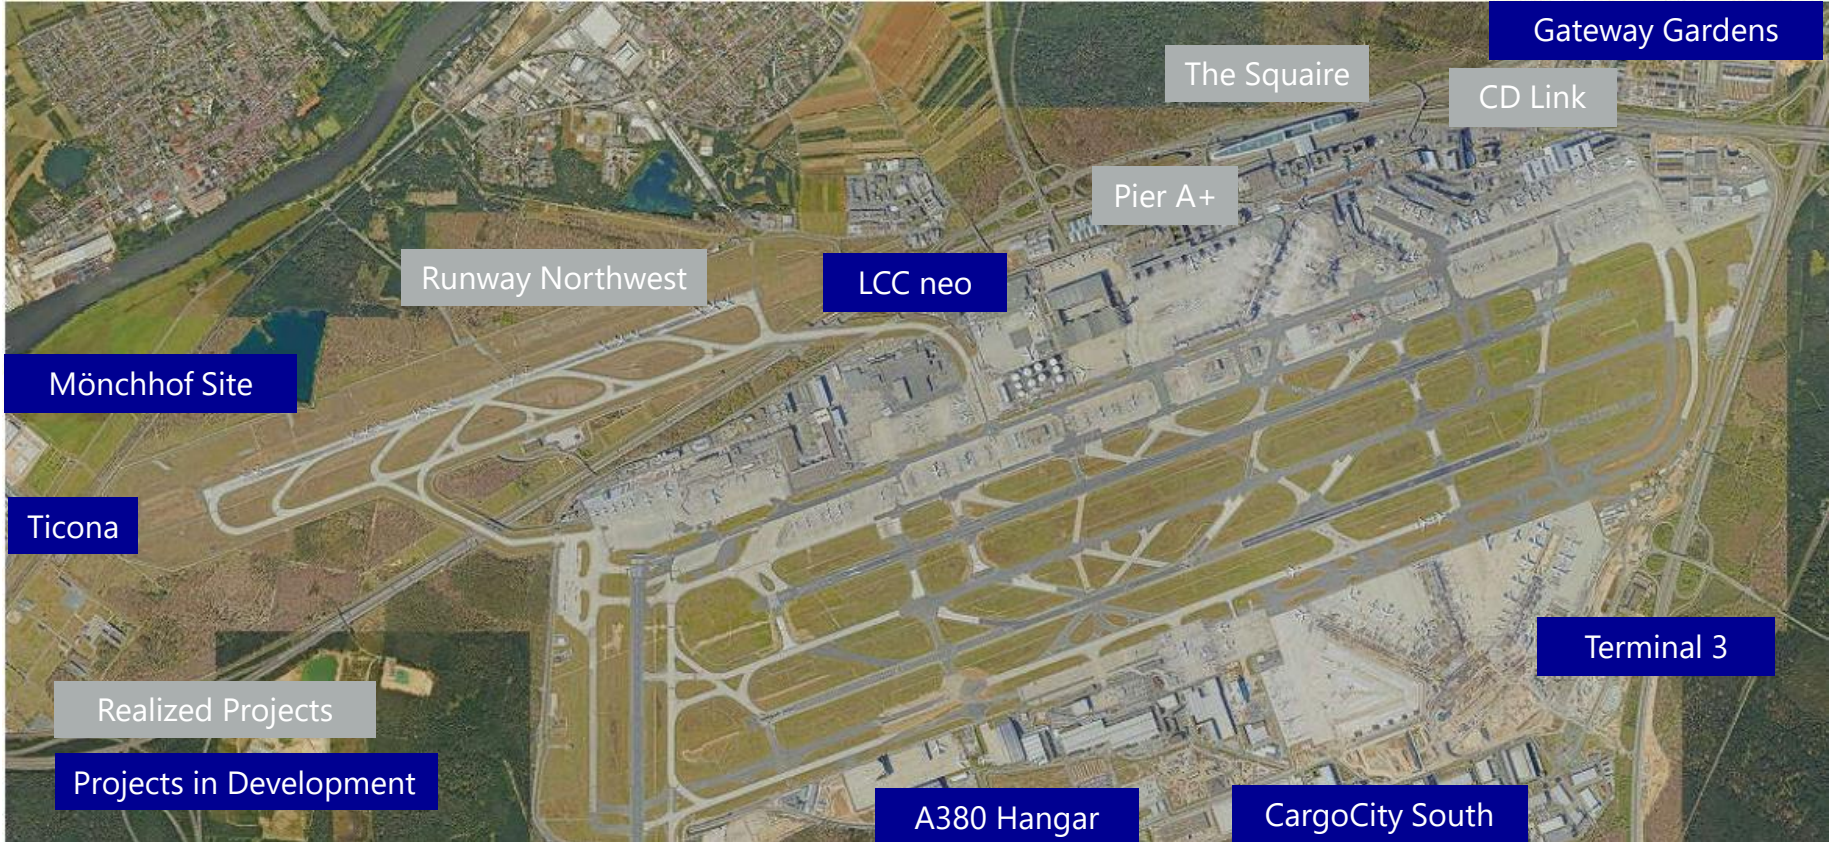 Gateway Gardens
The Squaire
CD Link
Pier A+
Runway Northwest
LCC neo
Mönchhof Site
Ticona
Terminal 3
Realized Projects
Projects in Development
A380 Hangar
CargoCity South